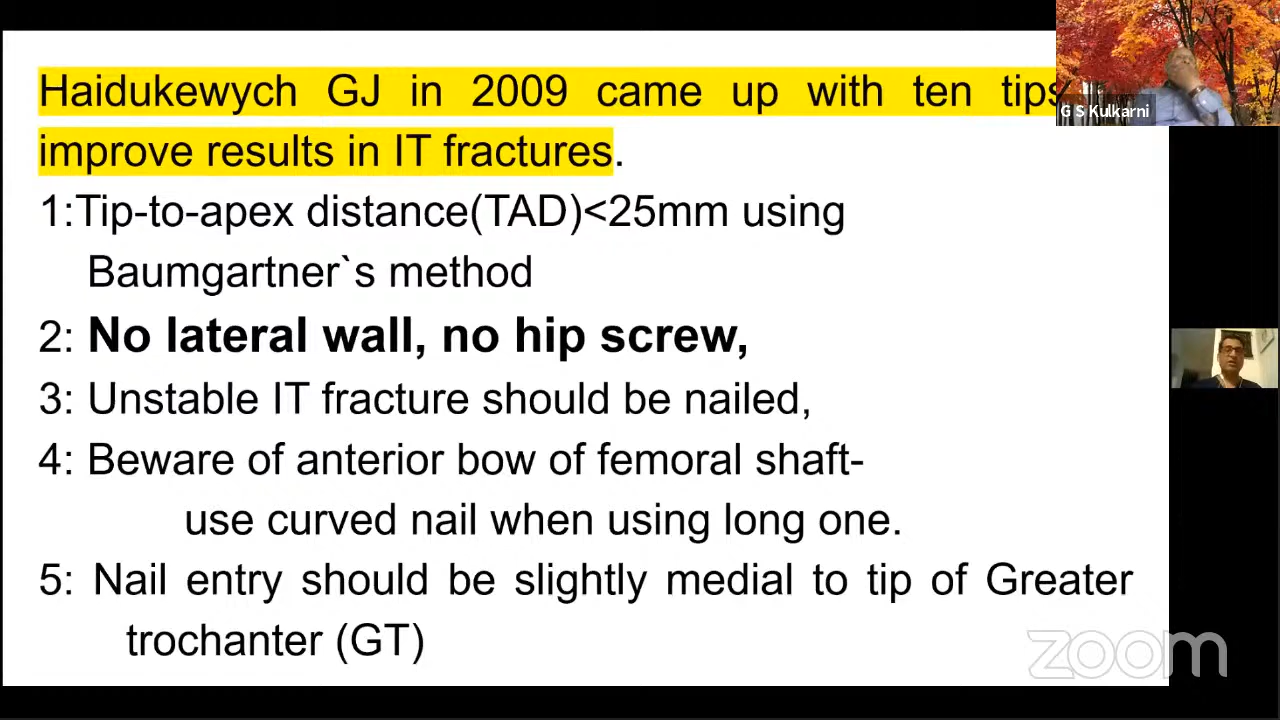 Haidukewych GJ in 2009 came up with ten tips
improve results in IT fractures.
1:Tip-to-apex distance(TAD)<25mm using
Baumgartner`s method
2: No lateral wall, no hip screw,
3: Unstable IT fracture should be nailed,
4: Beware of anterior bow of femoral shaft-
use curved nail when using long one.
5: Nail entry should be slightly medial to tip of Greater
trochanter (GT)
G S Kulkarni
zoom